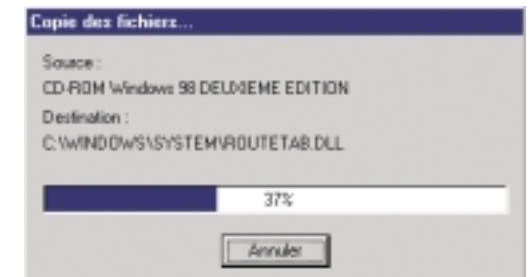 Copie des fichiers...
Source :
CD-ROM Windows 98 DEUXIEME EDITION
Destination :
C:\WINDOWS\SYSTEM\ROUTETAB.DLL
37%
Annuler